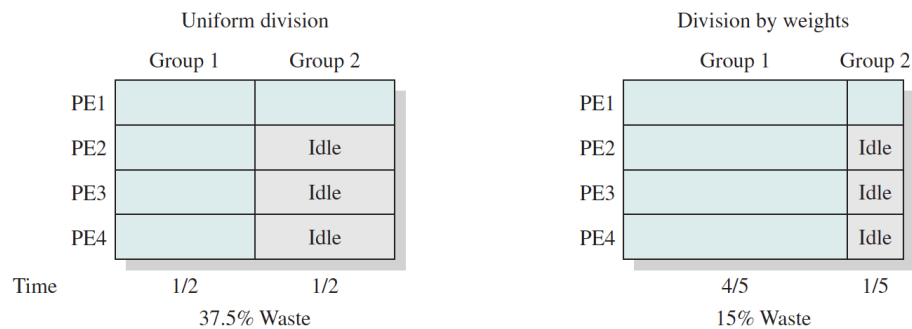 Uniform division
Group 1 Group 2
PE1
PE2 Idle
PE3 Idle
PE4 Idle
Time 1/2 1/2
37.5% Waste
Division by weights
Group 1 Group 2
PE1
PE2 Idle
PE3 Idle
PE4 Idle
4/5 1/5
15% Waste